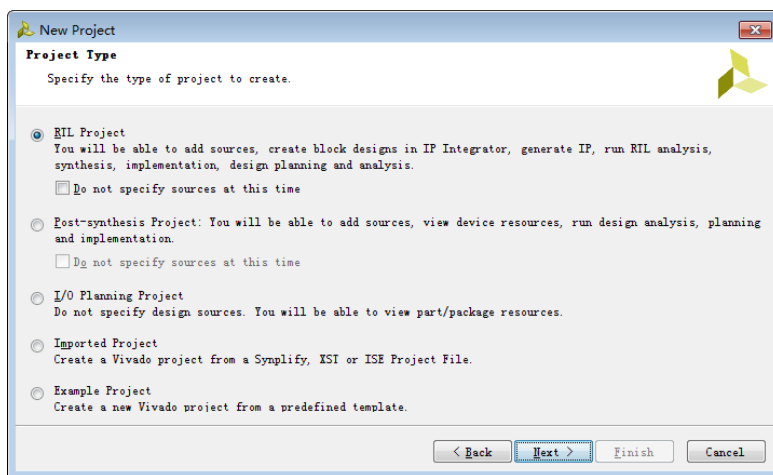 New Project
Project Type
Specify the type of project to create.
RTL Project
You will be able to add sources, create block designs in IP Integrator, generate IP, run RTL analysis,
synthesis, implementation, design planning and analysis.
Do not specify sources at this time
Post-synthesis Project: You will be able to add sources, view device resources, run design analysis, planning
and implementation.
Do not specify sources at this time
I/O Planning Project
Do not specify design sources. You will be able to view part/package resources.
Imported Project
Create a Vivado project from a Synplify, XST or ISE Project File.
Example Project
Create a new Vivado project from a predefined template.
< Back Next > Finish Cancel